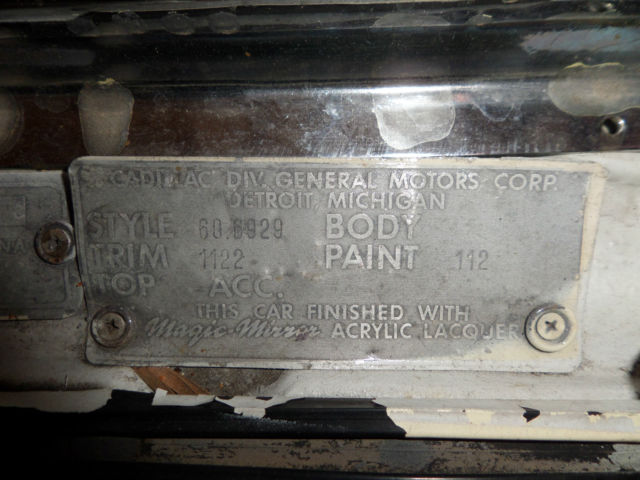 CADILLAC DIV. GENERAL MOTORS CORP.
DETROIT, MICHIGAN
STYLE 60.6929 BODY
TRIM 1122 PAINT 112
TOP ACC.
THIS CAR FINISHED WITH
Magic-Mirror ACRYLIC LACQUER
NA